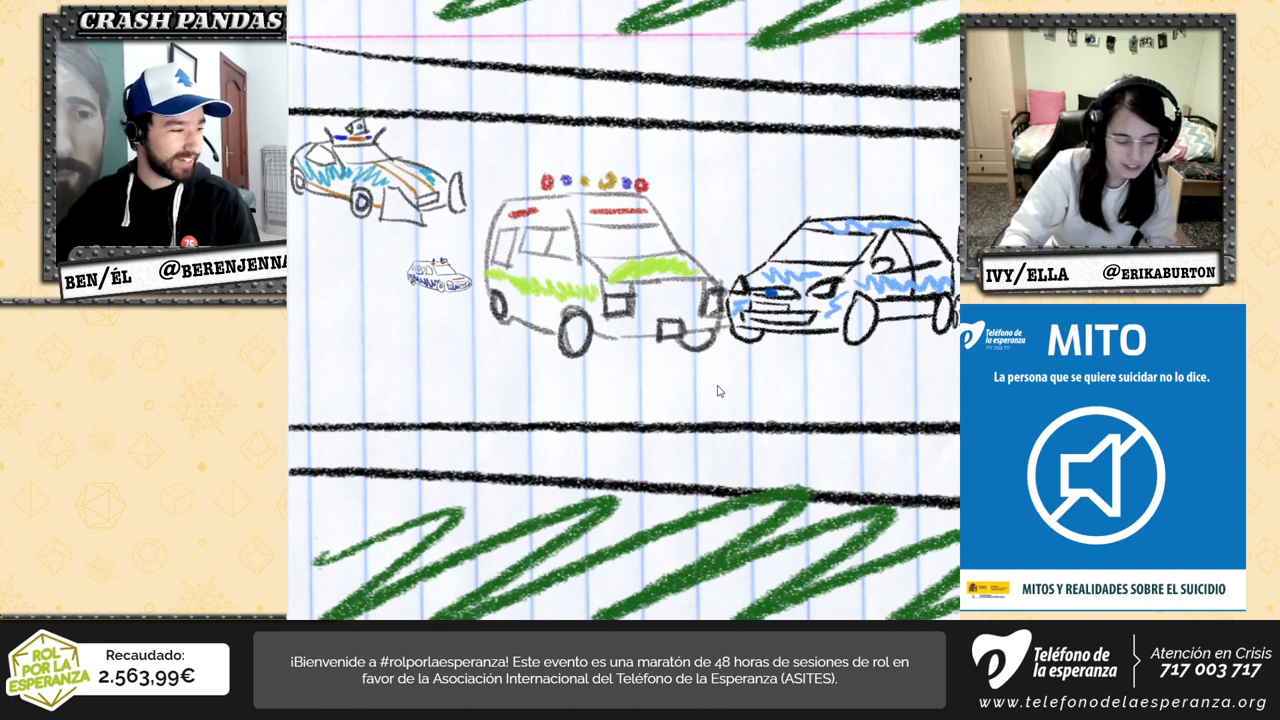 CRASH PANDAS
BEN/ÉL @BERENJENNA
IVY/ELLA @ERIKABURTON
Teléfono de
la esperanza
717 003 717
MITO
La persona que se quiere suicidar no lo dice.
MITOS Y REALIDADES SOBRE EL SUICIDIO
ROL
POR LA
ESPERANZA
Recaudado:
2.563,99€
¡Bienvenide a #rolporlaesperanza! Este evento es una maratón de 48 horas de sesiones de rol en
favor de la Asociación Internacional del Teléfono de la Esperanza (ASITES).
Teléfono de
la esperanza
Atención en Crisis
717 003 717
www.telefonodelaesperanza.org